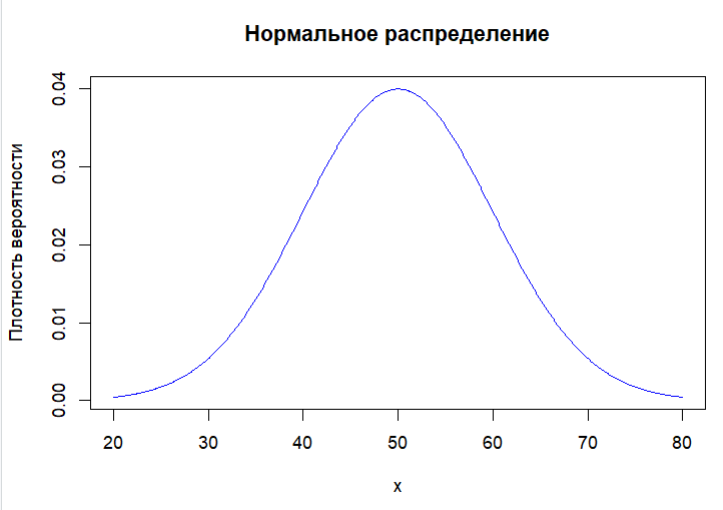 Нормальное распределение
Плотность вероятности
0.04
0.03
0.02
0.01
0.00
20 30 40 50 60 70 80
x